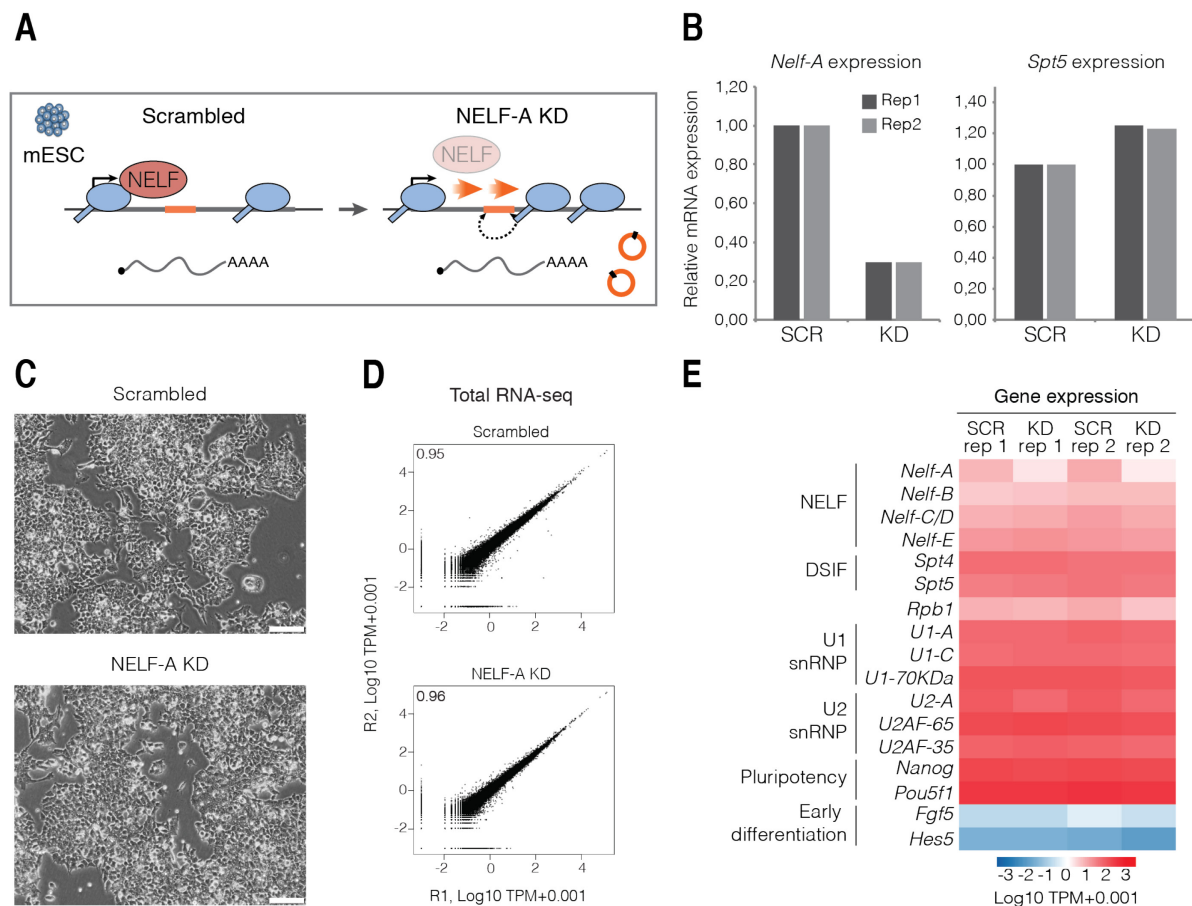 A
Scrambled
NELF-A KD
mESC
NELF
NELF
AAAA
AAAA
B
Nelf-A expression
Spt5 expression
Relative mRNA expression
1,20
1,00
0,80
0,60
0,40
0,20
0,00
SCR
KD
Rep1
Rep2
1,40
1,20
1,00
0,80
0,60
0,40
0,20
0,00
SCR
KD
C
Scrambled
NELF-A KD
D
Total RNA-seq
Scrambled
0.95
4
2
0
-2
-2
0
2
4
R2, Log10 TPM+0.001
NELF-A KD
0.96
4
2
0
-2
-2
0
2
4
R1, Log10 TPM+0.001
E
Gene expression
SCR rep 1
KD rep 1
SCR rep 2
KD rep 2
NELF
Nelf-A
Nelf-B
Nelf-C/D
Nelf-E
DSIF
Spt4
Spt5
Rpb1
U1
snRNP
U1-A
U1-C
U1-70KDa
U2
snRNP
U2-A
U2AF-65
U2AF-35
Pluripotency
Nanog
Pou5f1
Early
differentiation
Fgf5
Hes5
-3 -2 -1 0 1 2 3
Log10 TPM+0.001